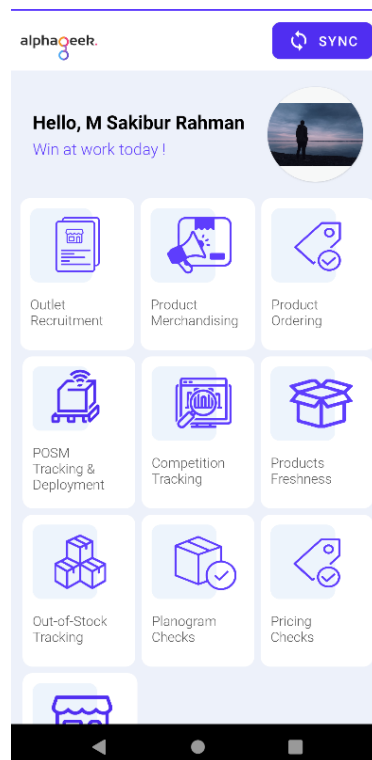 alphageek.
SYNC
Hello, M Sakibur Rahman
Win at work today !
Outlet
Recruitment
Product
Merchandising
Product
Ordering
POSM
Tracking &
Deployment
Competition
Tracking
Products
Freshness
Out-of-Stock
Tracking
Planogram
Checks
Pricing
Checks